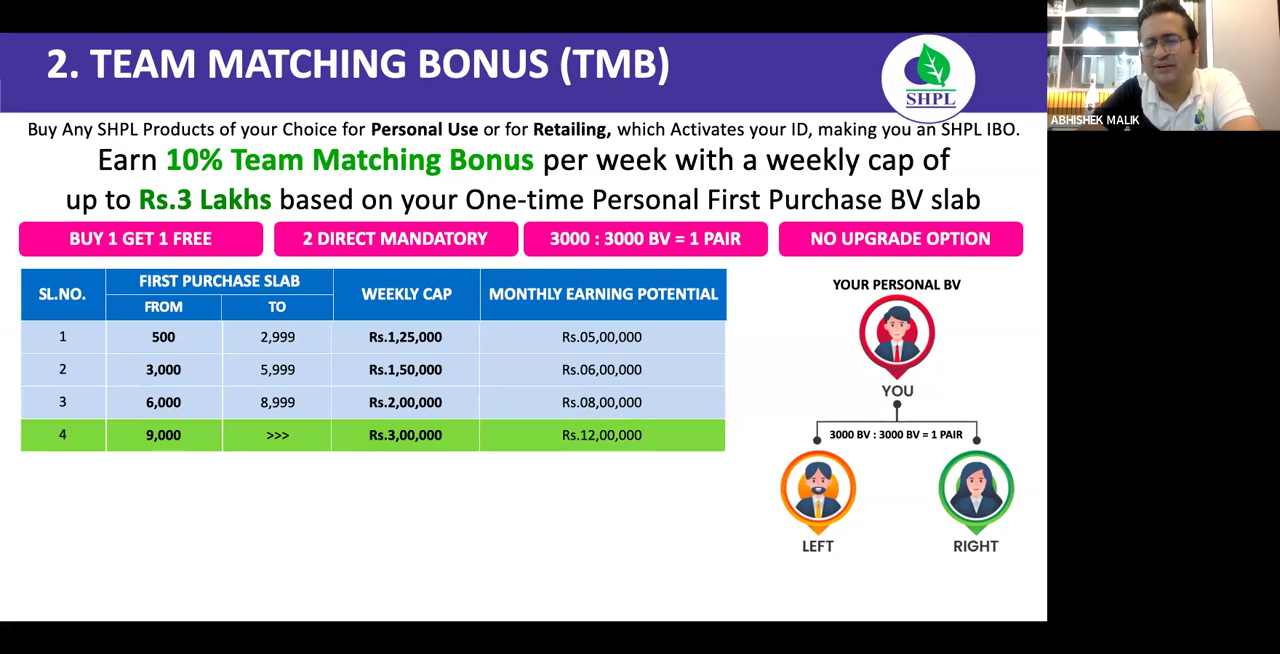 2. TEAM MATCHING BONUS (TMB)
SHPL
ABHISHEK MALIK
Buy Any SHPL Products of your Choice for Personal Use or for Retailing, which Activates your ID, making you an SHPL IBO.
Earn 10% Team Matching Bonus per week with a weekly cap of
up to Rs.3 Lakhs based on your One-time Personal First Purchase BV slab
BUY 1 GET 1 FREE
2 DIRECT MANDATORY
3000 : 3000 BV = 1 PAIR
NO UPGRADE OPTION
SL.NO.
FIRST PURCHASE SLAB
FROM
TO
WEEKLY CAP
MONTHLY EARNING POTENTIAL
1 500 2,999 Rs.1,25,000 Rs.05,00,000
2 3,000 5,999 Rs.1,50,000 Rs.06,00,000
3 6,000 8,999 Rs.2,00,000 Rs.08,00,000
4 9,000 >>> Rs.3,00,000 Rs.12,00,000
YOUR PERSONAL BV
YOU
3000 BV : 3000 BV = 1 PAIR
LEFT
RIGHT